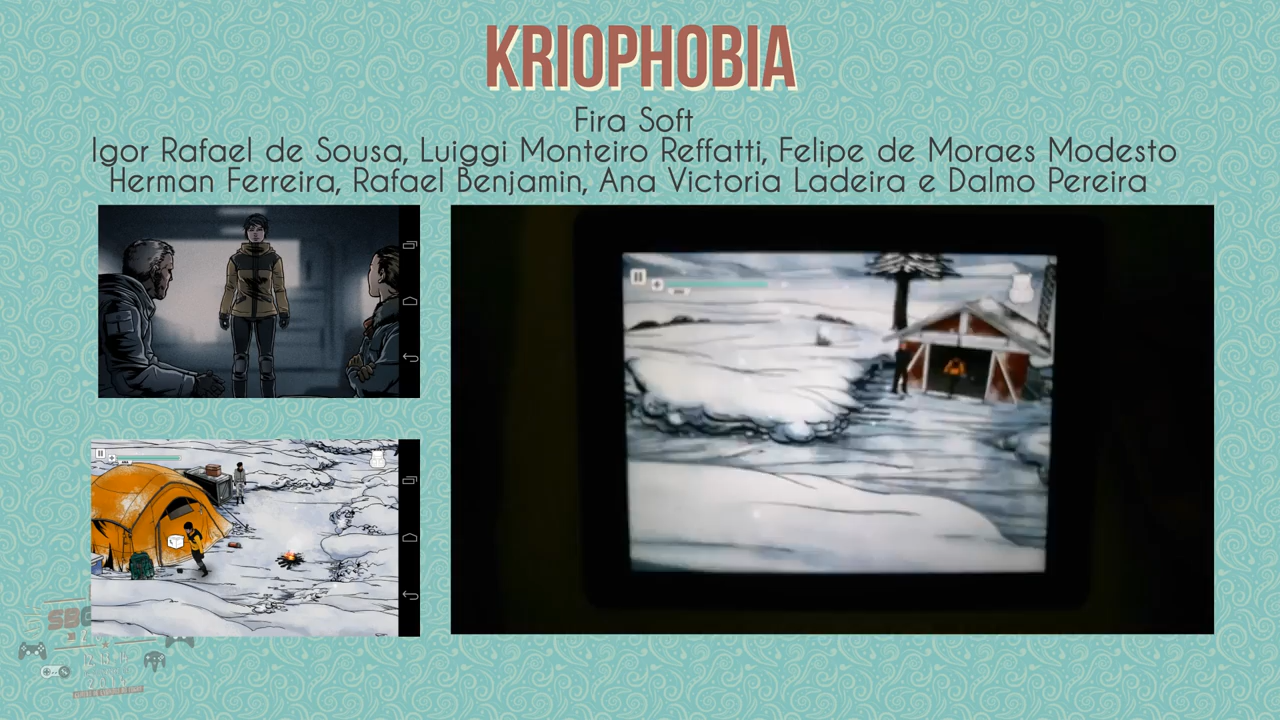 KRIOPHOBIA
Fira Soft
Igor Rafael de Sousa, Luiggi Monteiro Reffatti, Felipe de Moraes Modesto
Herman Ferreira, Rafael Benjamin, Ana Victoria Ladeira e Dalmo Pereira